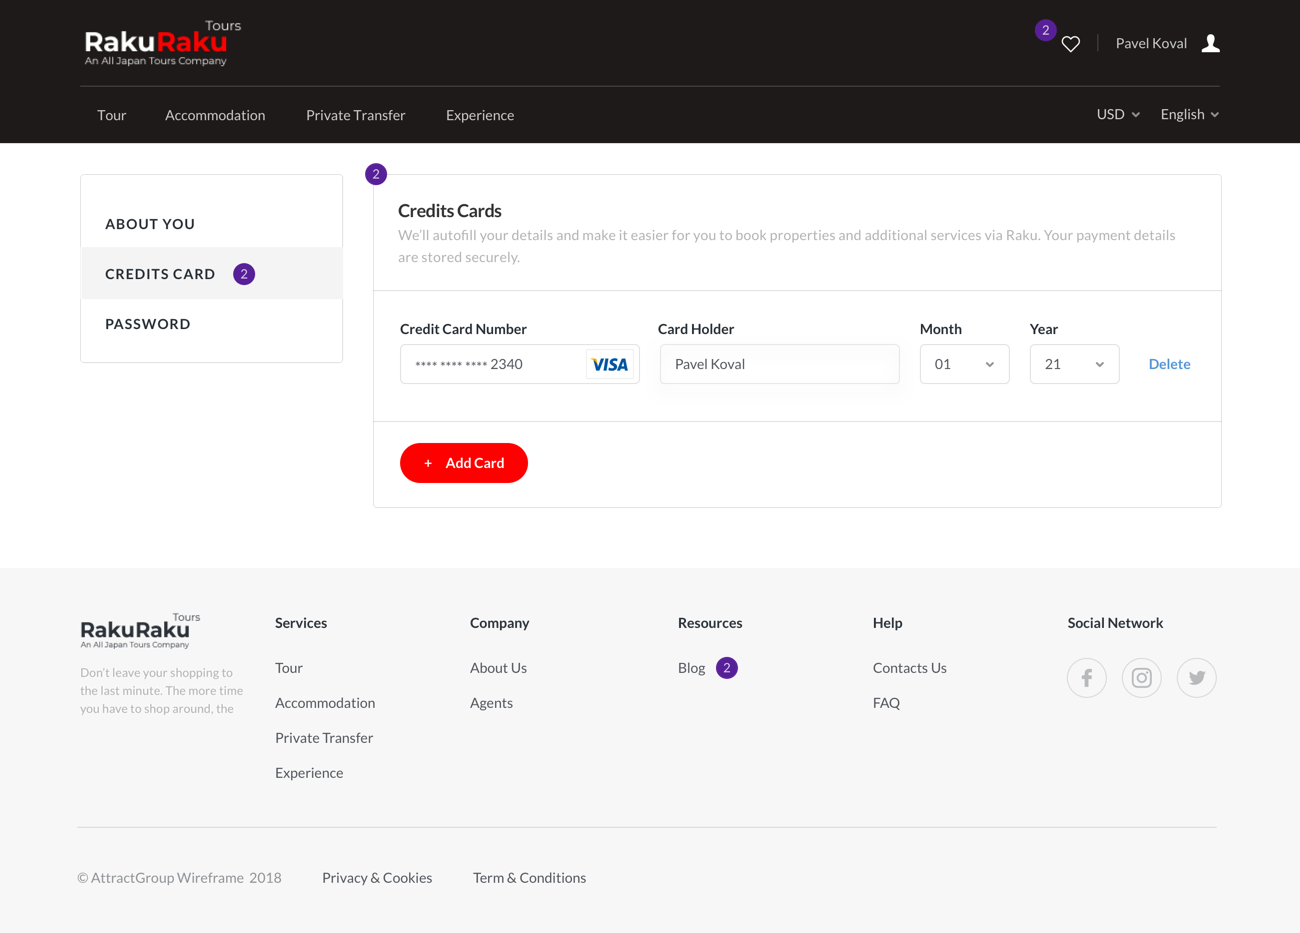 Tours
RakuRaku
An All Japan Tours Company
2
Pavel Koval
Tour Accommodation Private Transfer Experience
USD English
ABOUT YOU
CREDITS CARD 2
PASSWORD
2
Credits Cards
We'll autofill your details and make it easier for you to book properties and additional services via Raku. Your payment details
are stored securely.
Credit Card Number Card Holder Month Year
**** **** **** 2340 VISA Pavel Koval 01 21 Delete
+ Add Card
Tours
RakuRaku
An All Japan Tours Company
Don't leave your shopping to
the last minute. The more time
you have to shop around, the
Services
Tour
Accommodation
Private Transfer
Experience
Company
About Us
Agents
Resources
Blog 2
Help
Contacts Us
FAQ
Social Network
© AttractGroup Wireframe 2018 Privacy & Cookies Term & Conditions